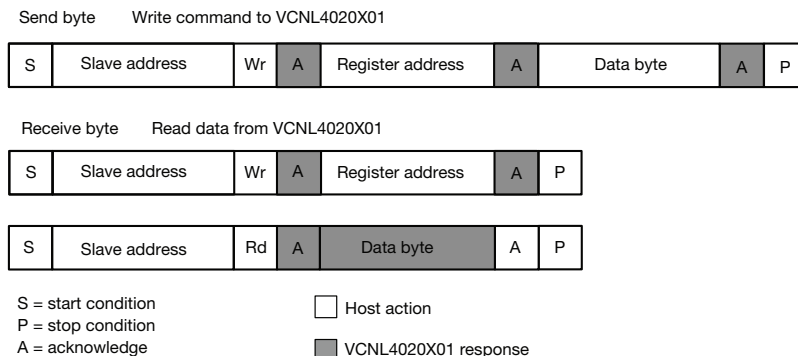 Send byte Write command to VCNL4020X01
S Slave address Wr A Register address A Data byte A P
Receive byte Read data from VCNL4020X01
S Slave address Wr A Register address A P
S Slave address Rd A Data byte A P
S = start condition
P = stop condition
A = acknowledge
Host action
VCNL4020X01 response